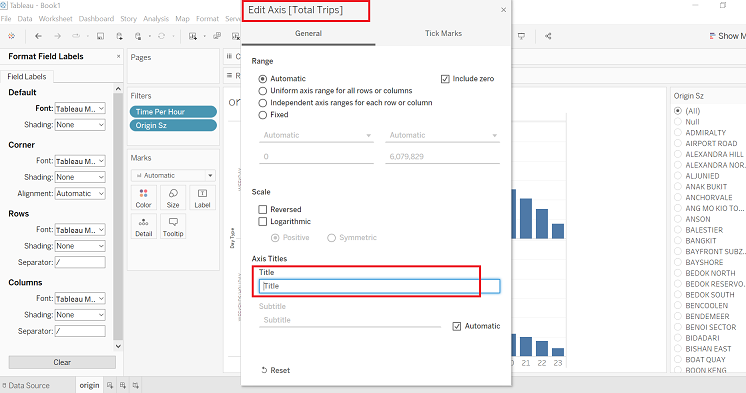 Tableau - Book1
File Data Worksheet Dashboard Story Analysis Map Format Server
Show M
Format Field Labels
Field Labels
Default
Font: Tableau M..
Shading: None
Corner
Font: Tableau M..
Shading: None
Alignment: Automatic
Rows
Font: Tableau M..
Shading: None
Separator: /
Columns
Font: Tableau M..
Shading: None
Separator: /
Clear
Pages
Filters
Time Per Hour
Origin Sz
Marks
Automatic
Color Size Label
Detail Tooltip
Day Type
Edit Axis [Total Trips]
General Tick Marks
Range
Automatic
Include zero
Uniform axis range for all rows or columns
Independent axis ranges for each row or column
Fixed
Automatic Automatic
0 6,079,829
Scale
Reversed
Logarithmic
Positive Symmetric
Axis Titles
Title
Title
Subtitle
Subtitle
Automatic
Reset
20 21 22 23
Origin Sz
(All)
Null
ADMIRALTY
AIRPORT ROAD
ALEXANDRA HILL
ALEXANDRA NOR..
ALJUNIED
ANAK BUKIT
ANCHORVALE
ANG MO KIO TO..
ANSON
BALESTIER
BANGKIT
BAYFRONT SUBZ..
BAYSHORE
BEDOK NORTH
BEDOK RESERVO..
BEDOK SOUTH
BENCOOLEN
BENDEMEER
BENOI SECTOR
BIDADARI
BISHAN EAST
BOAT QUAY
BOON KENG
Data Source origin